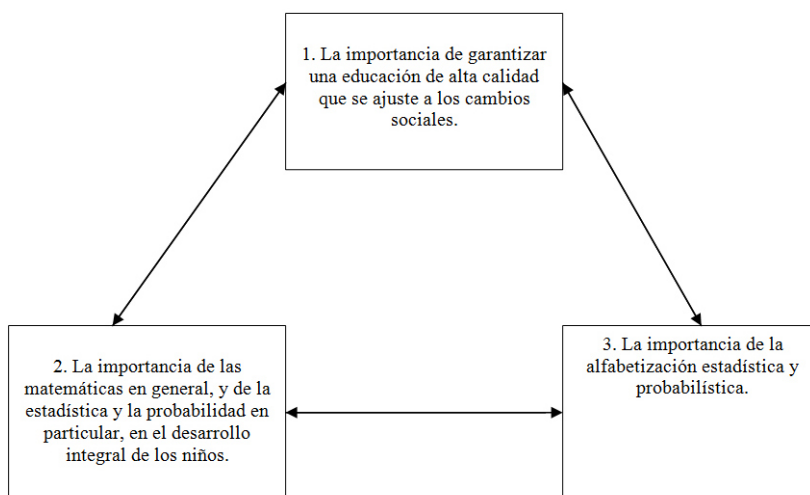 1. La importancia de garantizar
una educación de alta calidad
que se ajuste a los cambios
sociales.
2. La importancia de las
matemáticas en general, y de la
estadística y la probabilidad en
particular, en el desarrollo
integral de los niños.
3. La importancia de la
alfabetización estadística y
probabilística.